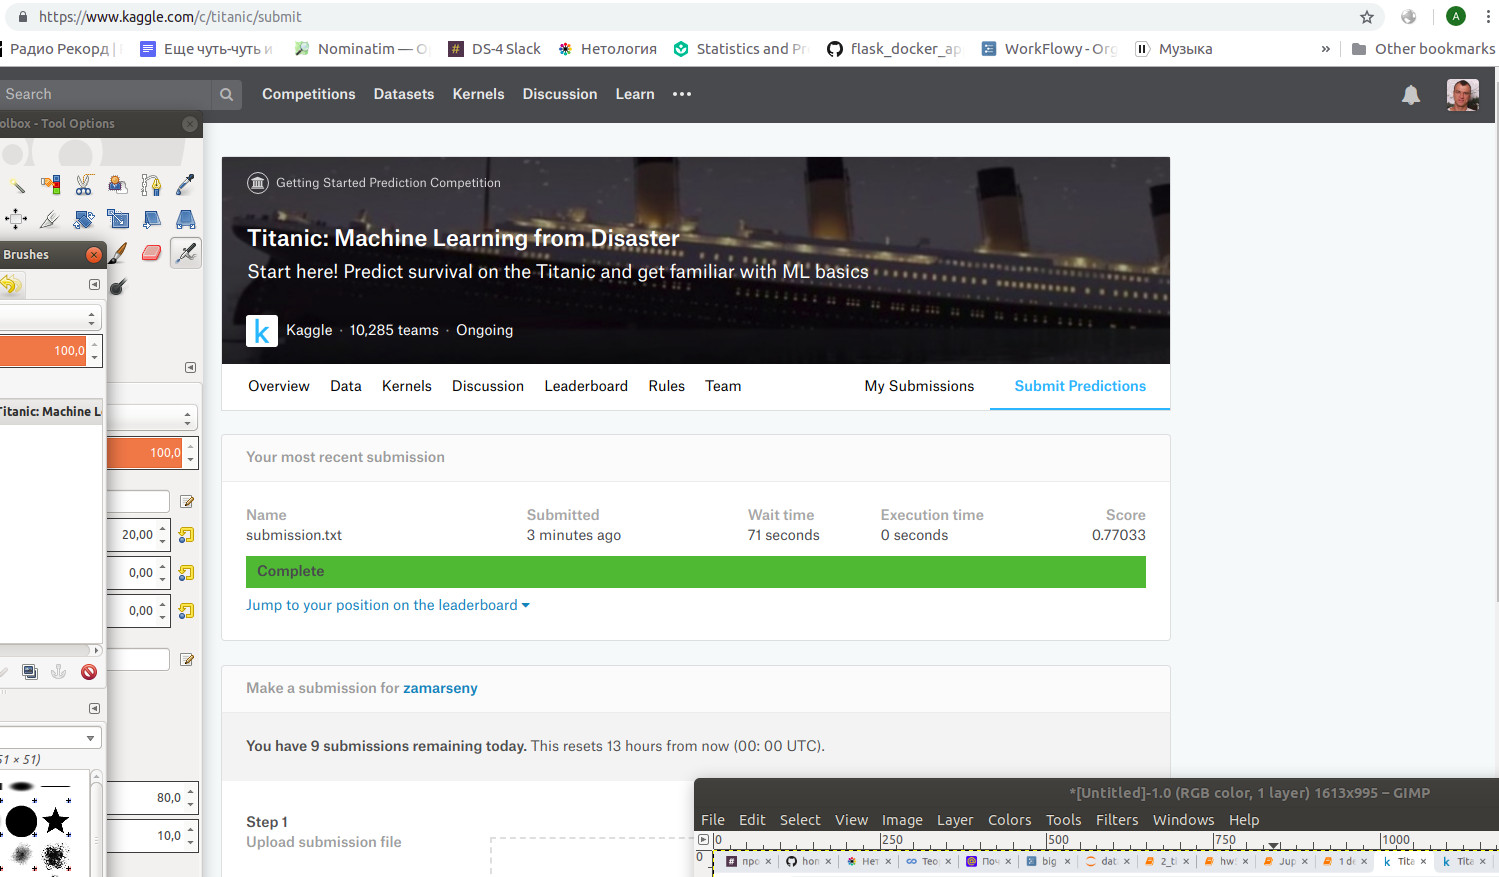 https://www.kaggle.com/c/titanic/submit
A
Радио Рекорд |
Еще чуть-чуть и
Nominatim —
DS-4 Slack
Нетология
Statistics and
flask_docker_ap
WorkFlowy - Org
Музыка
»
Other bookmarks
Search
Competitions
Datasets
Kernels
Discussion
Learn
olbox - Tool Options
Getting Started Prediction Competition
Titanic: Machine Learning from Disaster
Start here! Predict survival on the Titanic and get familiar with ML basics
k
Kaggle · 10,285 teams · Ongoing
Brushes
100,0
Overview
Data
Kernels
Discussion
Leaderboard
Rules
Team
My Submissions
Submit Predictions
Titanic: Machine L
100,0
20,00
0,00
0,00
Your most recent submission
Name
Submitted
Wait time
Execution time
Score
submission.txt
3 minutes ago
71 seconds
0 seconds
0.77033
Complete
Jump to your position on the leaderboard
Make a submission for zamarseny
You have 9 submissions remaining today. This resets 13 hours from now (00: 00 UTC).
51 × 51)
80,0
10,0
Step 1
Upload submission file
*[Untitled]-1.0 (RGB color, 1 layer) 1613x995 – GIMP
File
Edit
Select
View
Image
Layer
Colors
Tools
Filters
Windows
Help
0
250
500
750
1000
0
# про ×
hom ×
Нет ×
Тео ×
Поч ×
big ×
data ×
2_ti ×
hw: ×
Jup ×
1 de ×
k Tita ×
k Tita ×